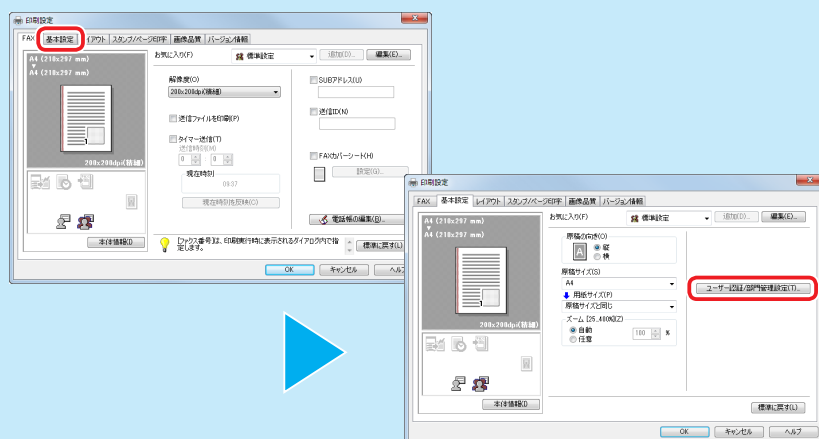 印刷設定
FAX 基本設定 イアウト スタンプ/ページ印字 画像品質 バージョン情報
A4 (210x297 mm)
A4 (210x297 mm)
200x200dpi(精細)
本体情報(I)
お気に入り(F) 標準設定 追加(D)... 編集(E)...
解像度(O)
200x200dpi(精細)
送信ファイルを印刷(P)
タイマー送信(T)
送信時刻(M)
0 : 0
現在時刻
09:37
現在時刻を反映(C)
SUBアドレス(U)
送信ID(N)
FAXカバーシート(H)
設定(G)...
電話帳の編集(B)...
[ファクス番号]は、印刷実行時に表示されるダイアログ内で指定します。
標準に戻す(L)
OK キャンセル ヘルプ
印刷設定
FAX 基本設定 レイアウト スタンプ/ページ印字 画像品質 バージョン情報
A4 (210x297 mm)
A4 (210x297 mm)
200x200dpi(精細)
本体情報(I)
お気に入り(F) 標準設定 追加(D)... 編集(E)...
原稿の向き(O)
A
縦
横
原稿サイズ(S)
A4
用紙サイズ(P)
原稿サイズと同じ
ズーム [25..400%](Z)
自動
任意
100 %
ユーザー認証/部門管理設定(T)...
標準に戻す(L)
OK キャンセル ヘルプ